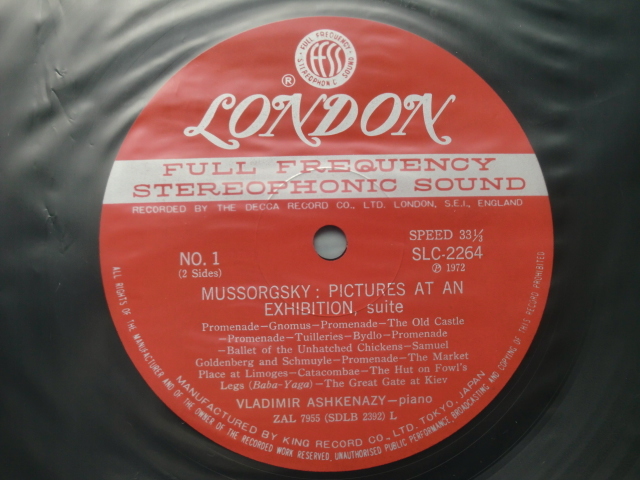 FULL FREQUENCY
ffss
STEREOPHONIC SOUND
®
LONDON
FULL FREQUENCY
STEREOPHONIC SOUND
RECORDED BY THE DECCA RECORD CO., LTD. LONDON, S.E.I., ENGLAND
NO. 1
(2 Sides)
SPEED 33⅓
SLC-2264
℗ 1972
MUSSORGSKY : PICTURES AT AN
EXHIBITION, suite
Promenade—Gnomus—Promenade—The Old Castle
—Promenade—Tuilleries—Bydlo—Promenade
—Ballet of the Unhatched Chickens—Samuel
Goldenberg and Schmuyle—Promenade—The Market
Place at Limoges—Catacombae—The Hut on Fowl's
Legs (Baba-Yaga)—The Great Gate at Kiev
VLADIMIR ASHKENAZY—piano
ZAL 7955 (SDLB 2392) L
MANUFACTURED BY KING RECORD CO., LTD. TOKYO, JAPAN
ALL RIGHTS OF THE MANUFACTURER AND OF THE OWNER OF THE RECORDED WORK RESERVED. UNAUTHORISED PUBLIC PERFORMANCE, BROADCASTING AND COPYING OF THIS RECORD PROHIBITED